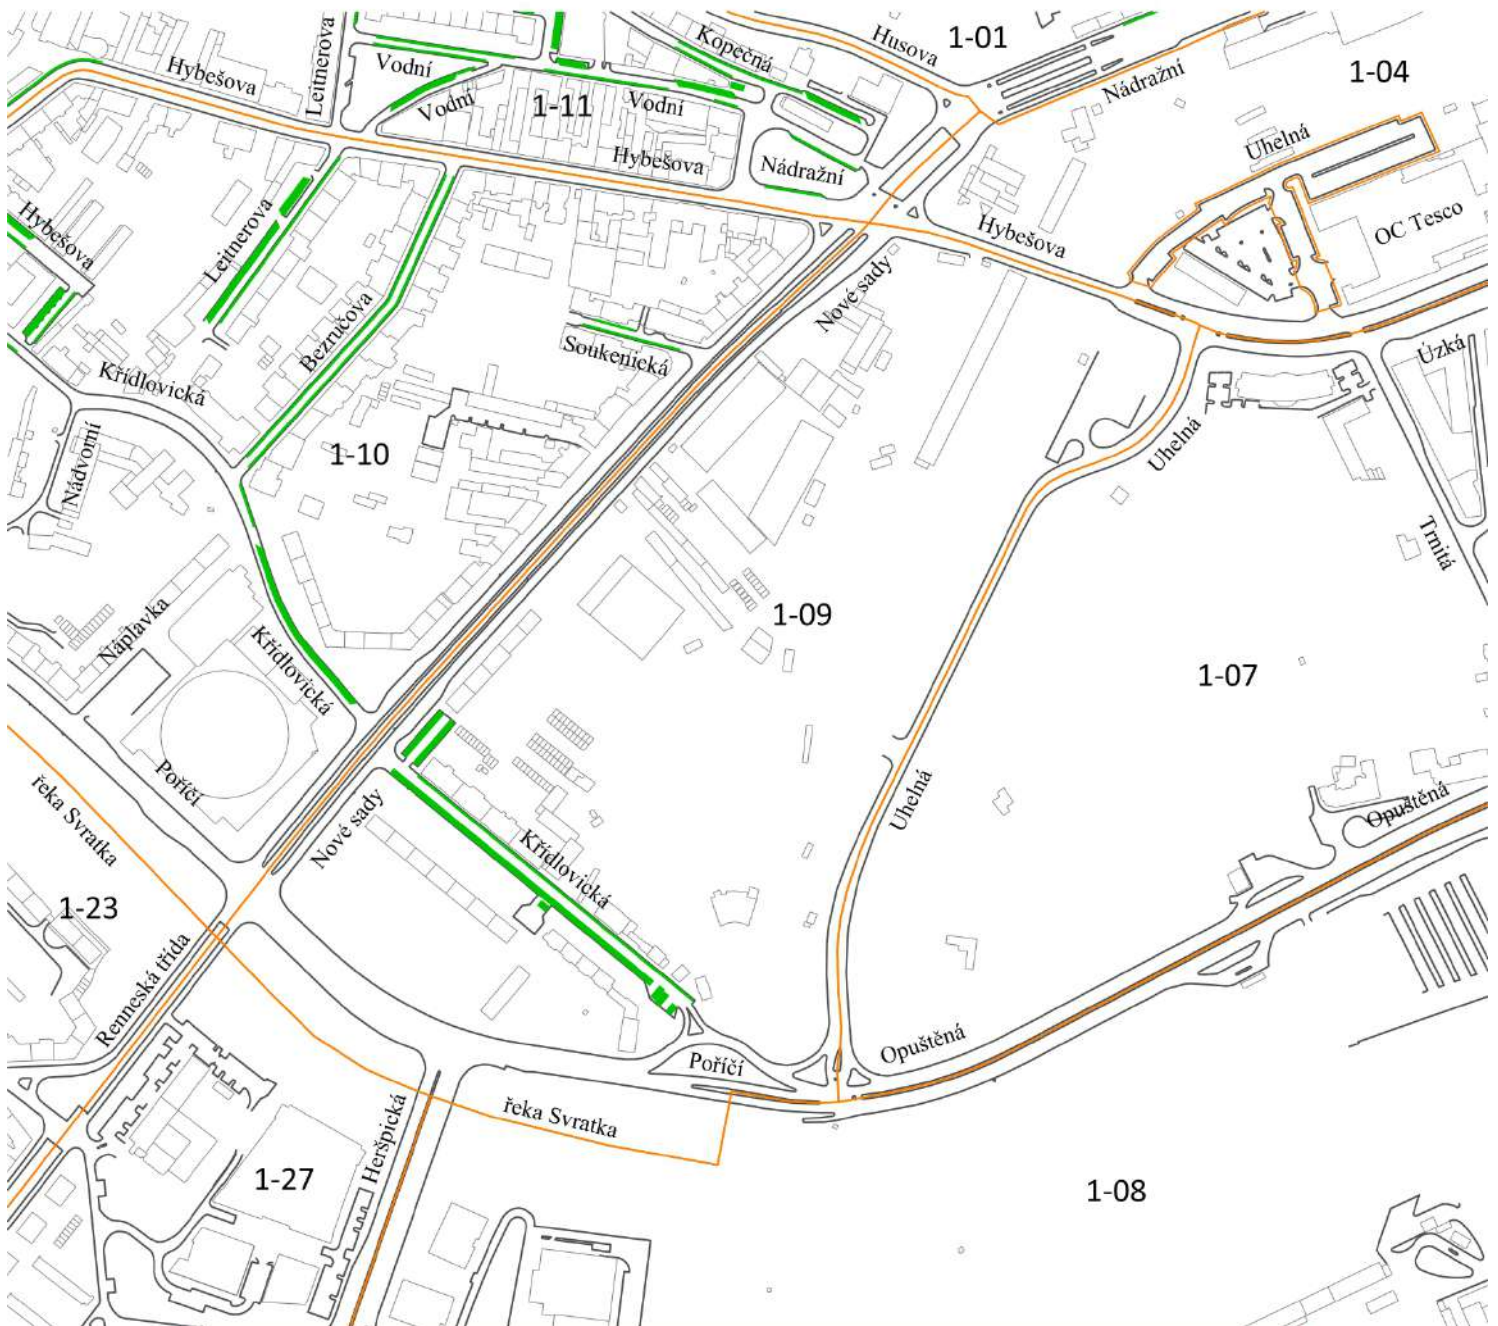 Husova
1-01
Kopečná
Leitnerova
Hybešova
Vodní
1-04
Nádražní
Vodní
1-11
Vodní
Uhelná
Hybešova
Nádražní
OC Tesco
Hybešova
Leitnerova
Hybešova
Nové sady
Bezručova
Soukenická
Úzká
Křídlovická
Uhelná
Nádvorní
1-10
Trnitá
1-09
Náplavka
Křídlovická
1-07
Poříčí
řeka Svratka
Uhelná
Opuštěná
Nové sady
Křídlovická
1-23
Renneská třída
Opuštěná
Poříčí
řeka Svratka
Heršpická
1-27
1-08